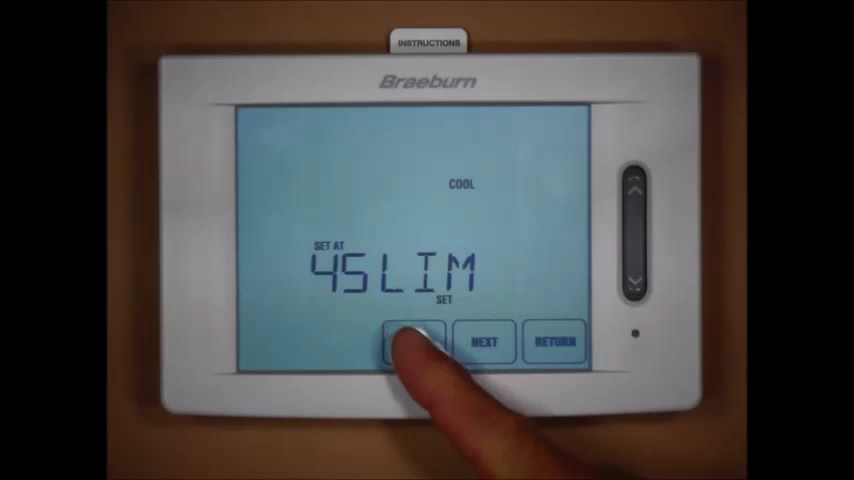 INSTRUCTIONS
Braeburn
COOL
SET AT
45LIM
SET
NEXT RETURN